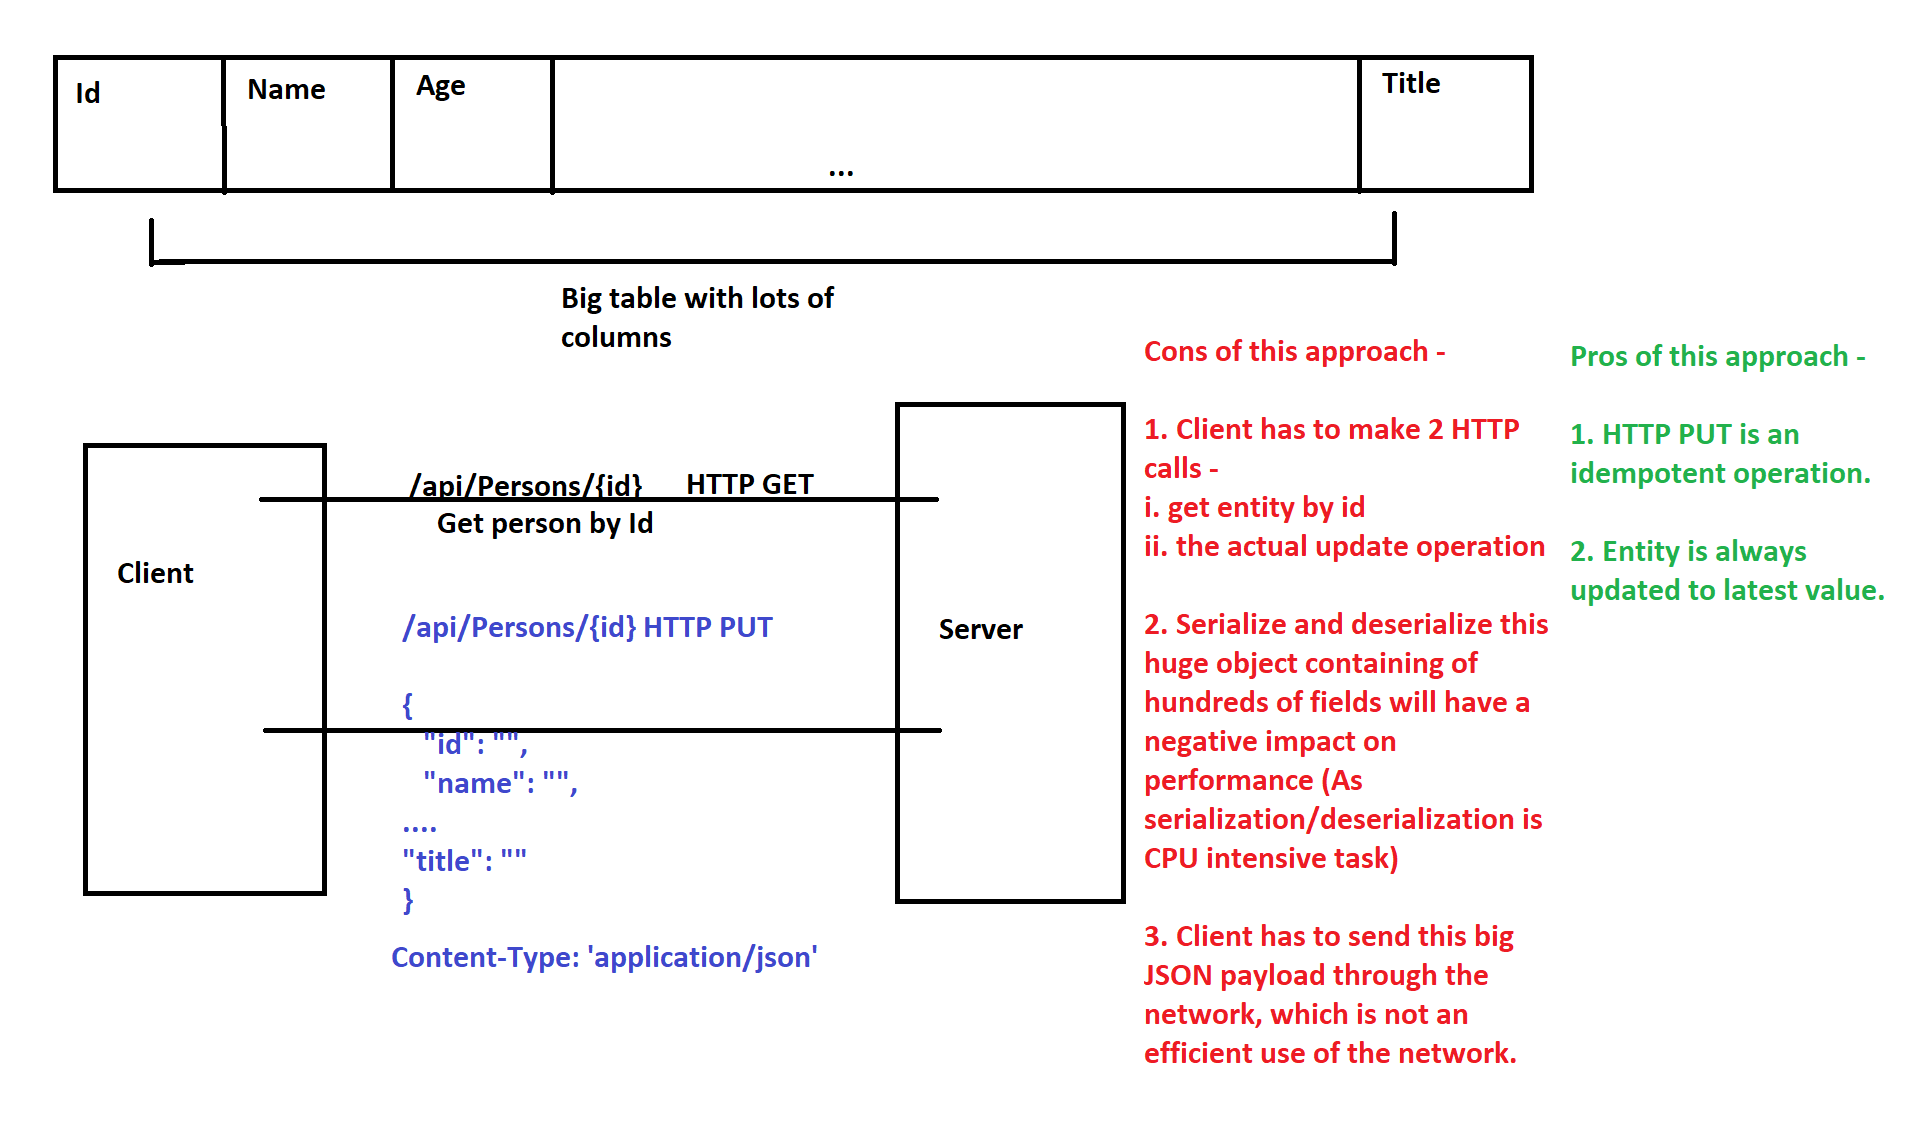 Id
Name
Age
...
Title
Big table with lots of
columns
Client
/api/Persons/{id} HTTP GET
Get person by Id
/api/Persons/{id} HTTP PUT
{
"id": "",
"name": "",
....
"title": ""
}
Content-Type: 'application/json'
Server
Cons of this approach -
1. Client has to make 2 HTTP
calls -
i. get entity by id
ii. the actual update operation
2. Serialize and deserialize this
huge object containing of
hundreds of fields will have a
negative impact on
performance (As
serialization/deserialization is
CPU intensive task)
3. Client has to send this big
JSON payload through the
network, which is not an
efficient use of the network.
Pros of this approach -
1. HTTP PUT is an
idempotent operation.
2. Entity is always
updated to latest value.